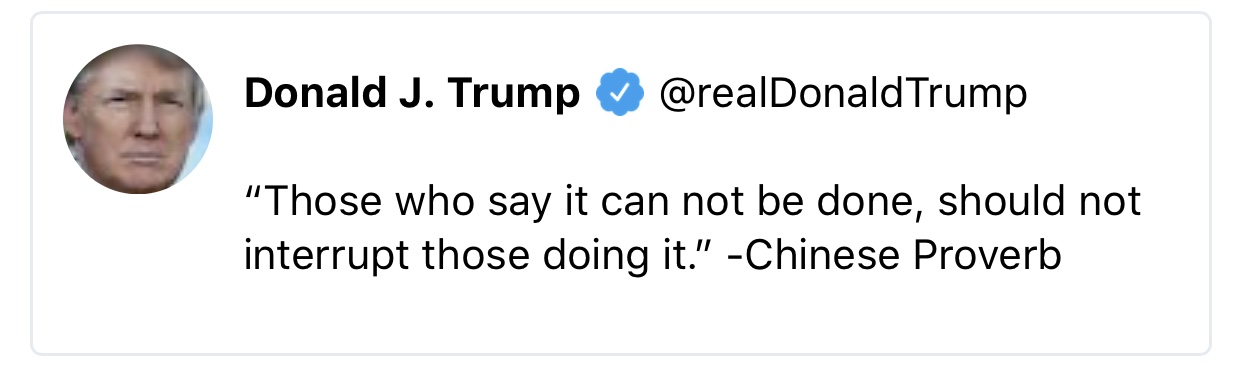 Donald J. Trump @realDonaldTrump
“Those who say it can not be done, should not
interrupt those doing it.” -Chinese Proverb